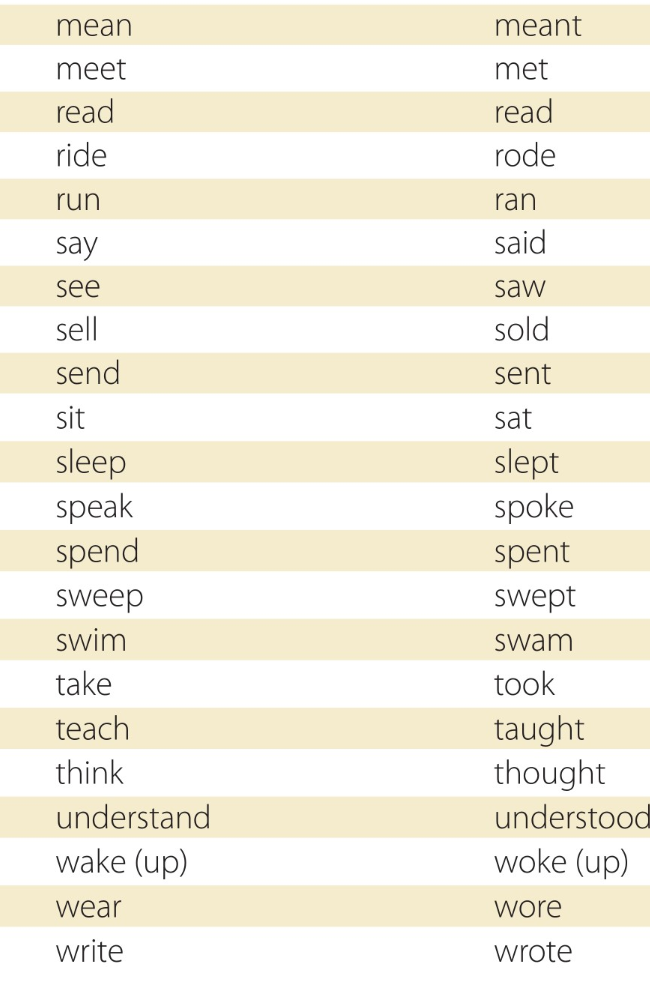 mean meant
meet met
read read
ride rode
run ran
say said
see saw
sell sold
send sent
sit sat
sleep slept
speak spoke
spend spent
sweep swept
swim swam
take took
teach taught
think thought
understand understood
wake (up) woke (up)
wear wore
write wrote